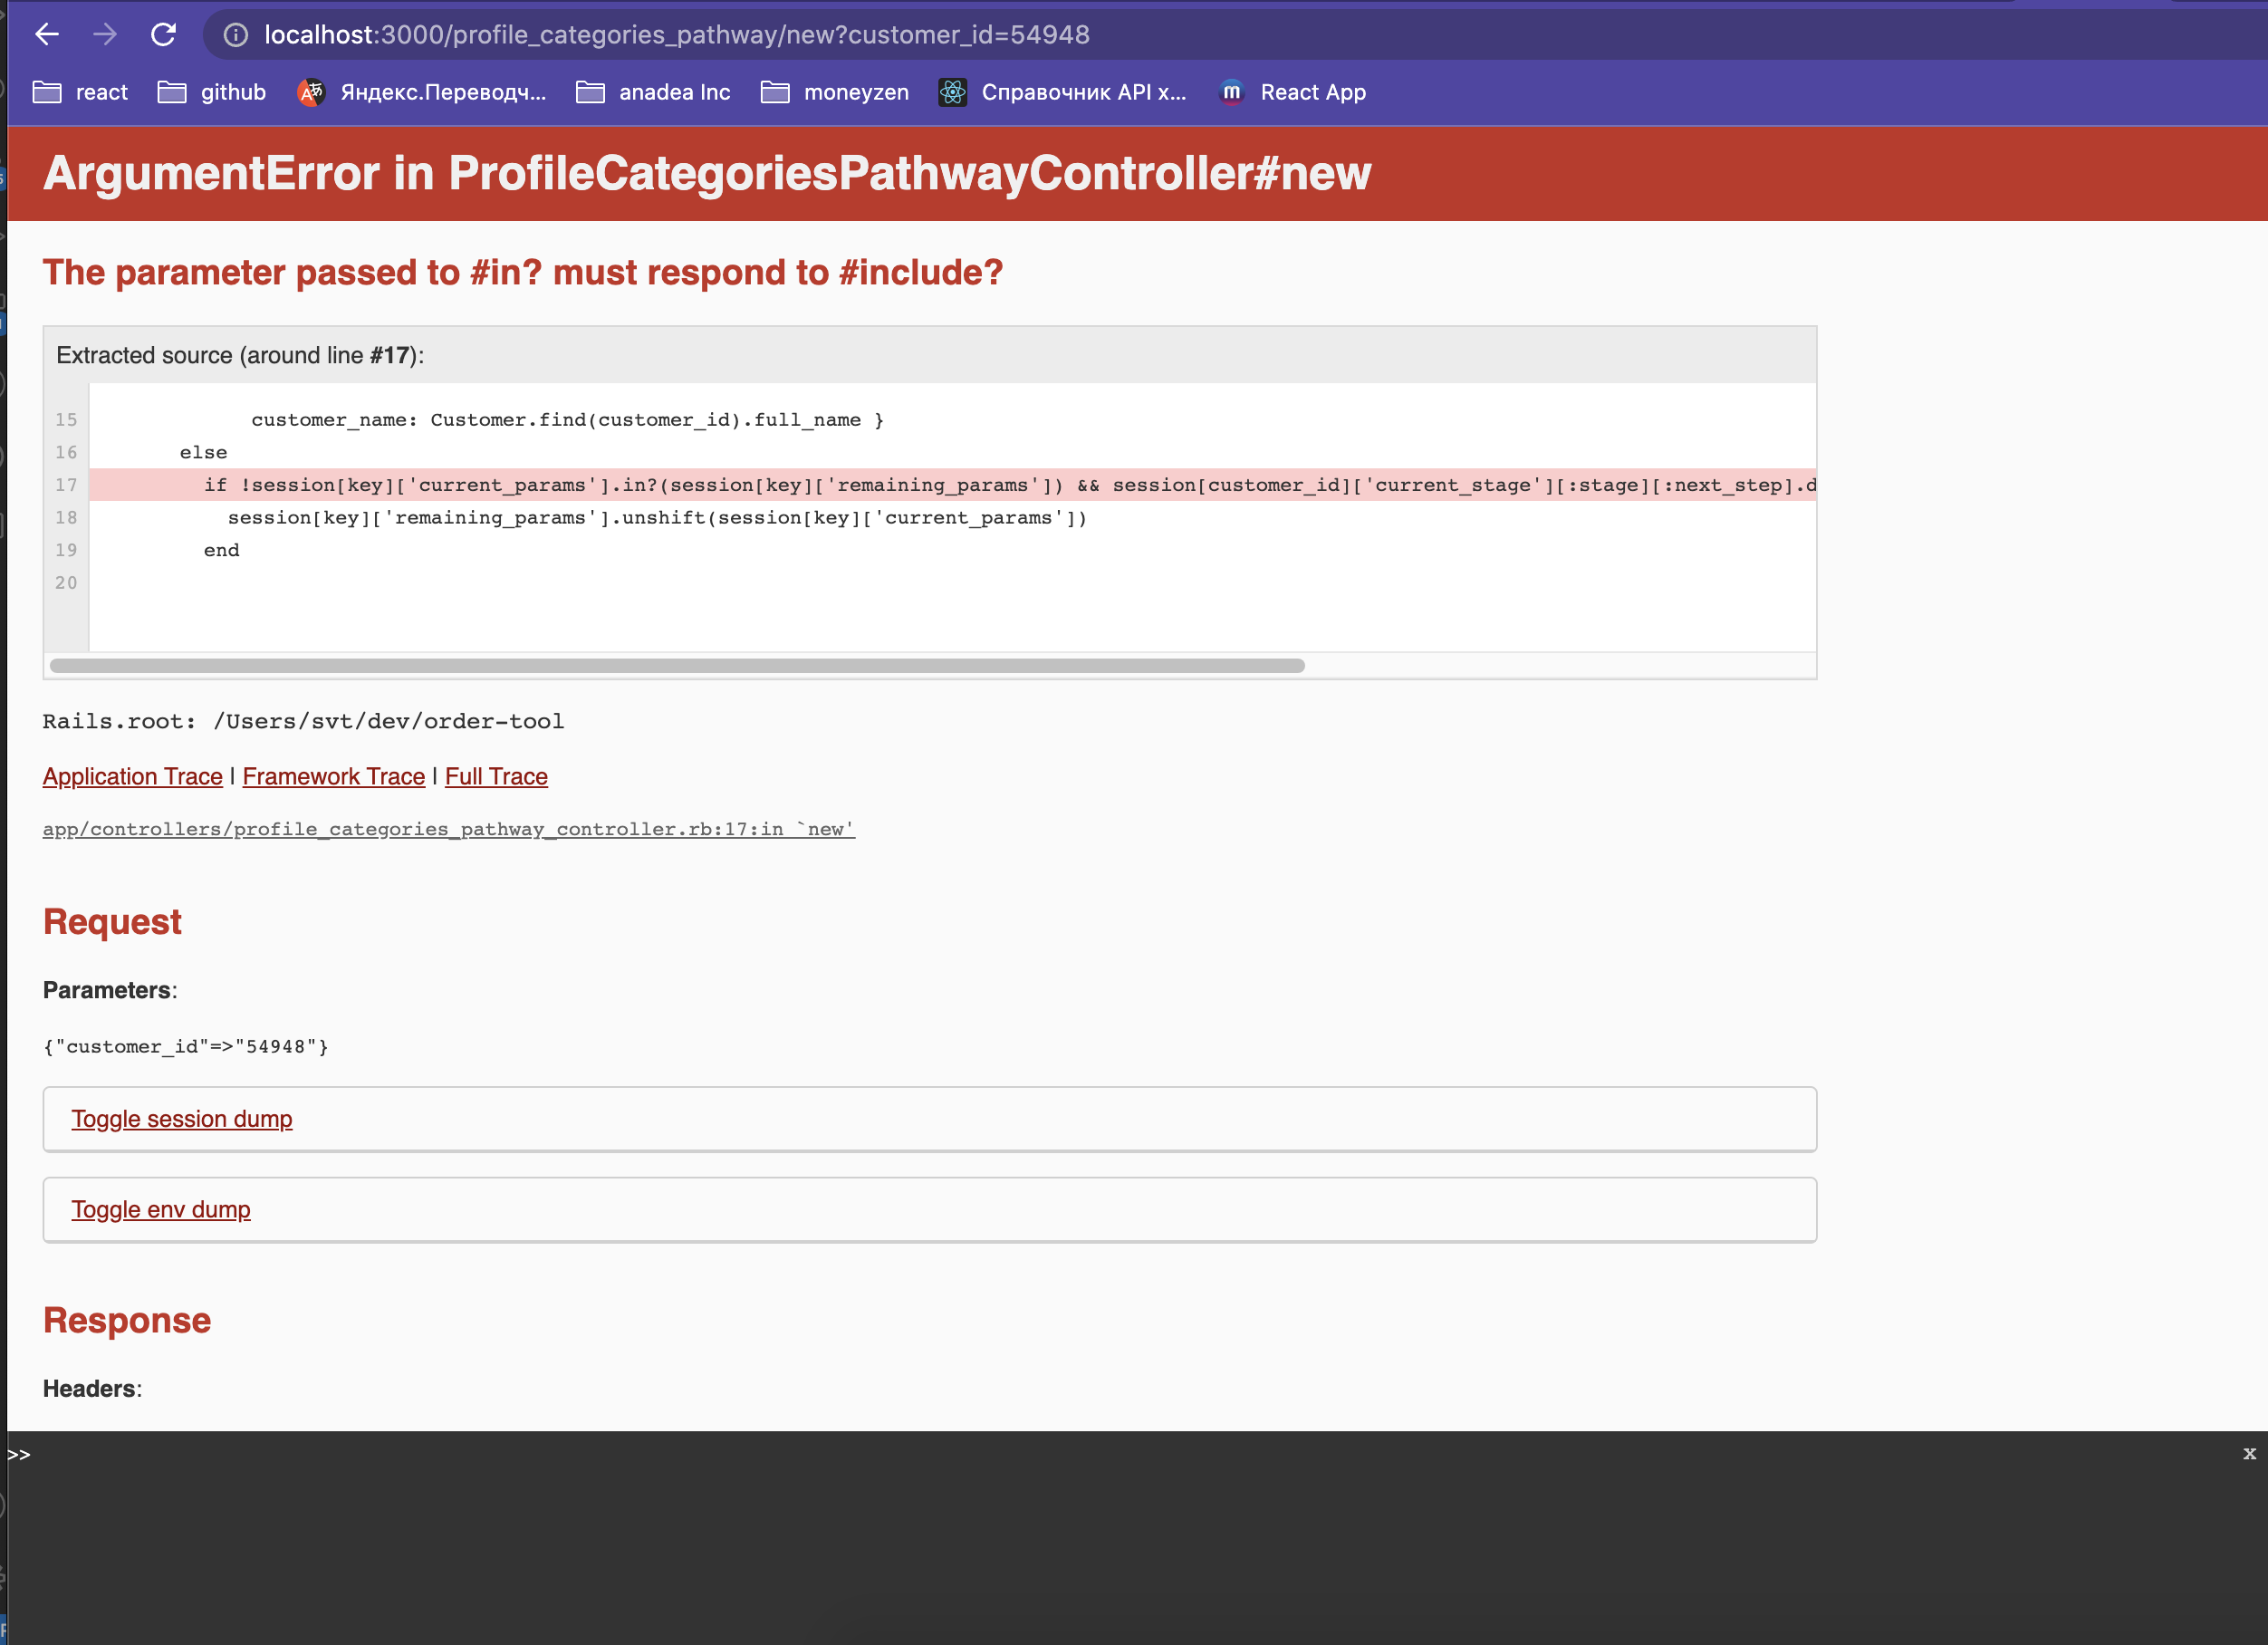 localhost:3000/profile_categories_pathway/new?customer_id=54948
react github Яндекс.Переводч... anadea Inc moneyzen Справочник API х... m React App
ArgumentError in ProfileCategoriesPathwayController#new
The parameter passed to #in? must respond to #include?
Extracted source (around line #17):
15 customer_name: Customer.find(customer_id).full_name }
16 else
17 if !session[key]['current_params'].in?(session[key]['remaining_params']) && session[customer_id]['current_stage'][:stage][:next_step].d
18 session[key]['remaining_params'].unshift(session[key]['current_params'])
19 end
20
Rails.root: /Users/svt/dev/order-tool
Application Trace | Framework Trace | Full Trace
app/controllers/profile_categories_pathway_controller.rb:17:in `new'
Request
Parameters:
{"customer_id"=>"54948"}
Toggle session dump
Toggle env dump
Response
Headers:
>> x